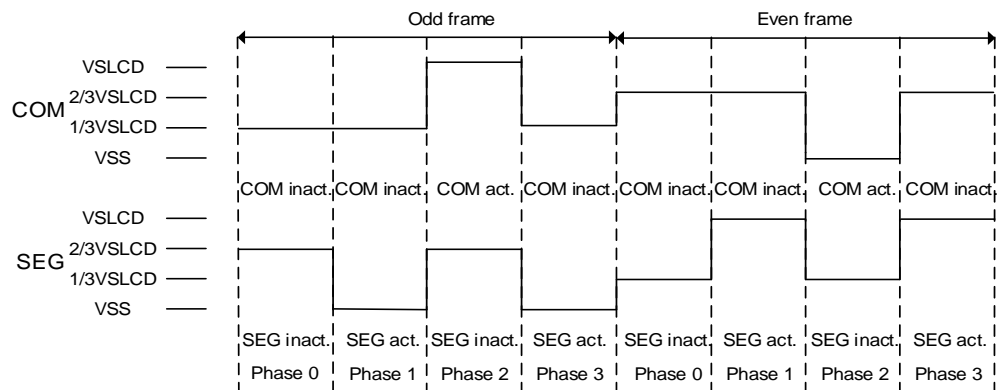 Odd frame Even frame
VSLCD
COM 2/3VSLCD
1/3VSLCD
VSS
COM inact. COM inact. COM act. COM inact. COM inact. COM inact. COM act. COM inact.
VSLCD
SEG 2/3VSLCD
1/3VSLCD
VSS
SEG inact. SEG act. SEG inact. SEG act. SEG inact. SEG act. SEG inact. SEG act.
Phase 0 Phase 1 Phase 2 Phase 3 Phase 0 Phase 1 Phase 2 Phase 3